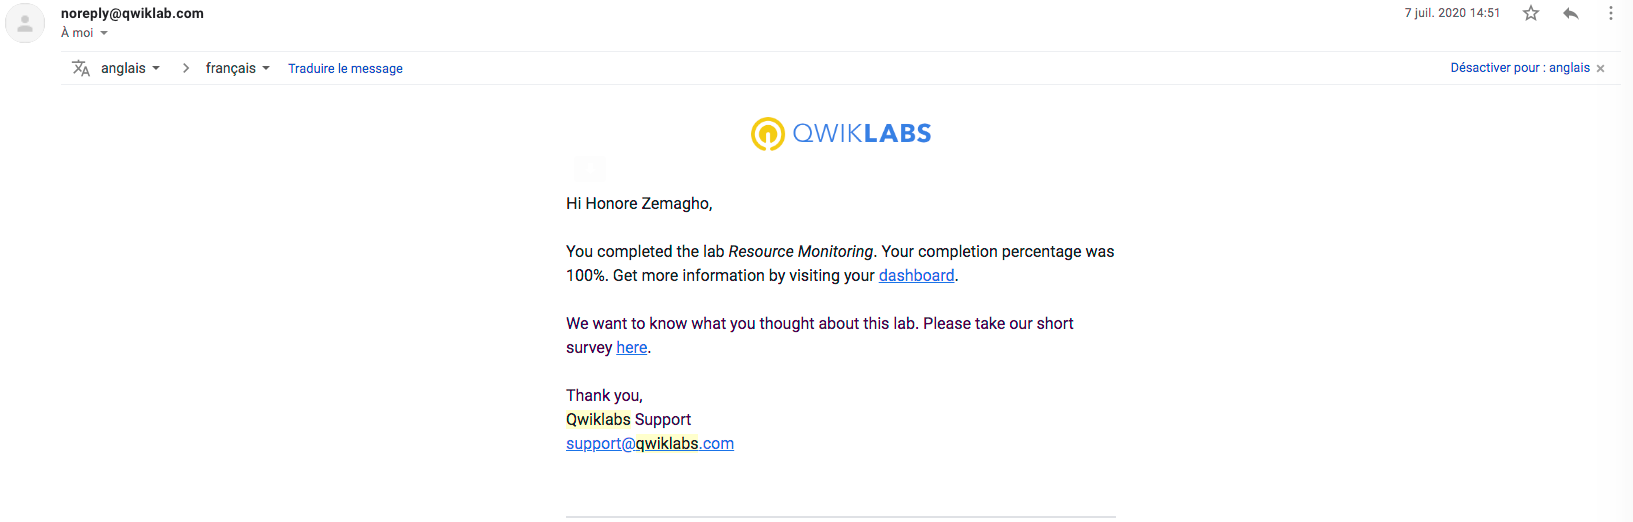 noreply@qwiklab.com
7 juil. 2020 14:51
À moi
anglais
français
Traduire le message
Désactiver pour : anglais
QWIKLABS
Hi Honore Zemagho,
You completed the lab Resource Monitoring. Your completion percentage was
100%. Get more information by visiting your dashboard.
We want to know what you thought about this lab. Please take our short
survey here.
Thank you,
Qwiklabs Support
support@qwiklabs.com